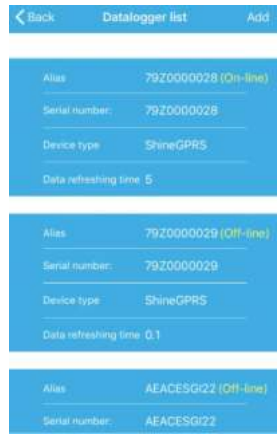 Back Datalogger list Add
Alias 79Z0000028 (On-line)
Serial number: 79Z0000028
Device type ShineGPRS
Data refreshing time 5
Alias 79Z0000029 (Off-line)
Serial number: 79Z0000029
Device type ShineGPRS
Data refreshing time 0.1
Alias AEACESGI22 (Off-line)
Serial number: AEACESGI22